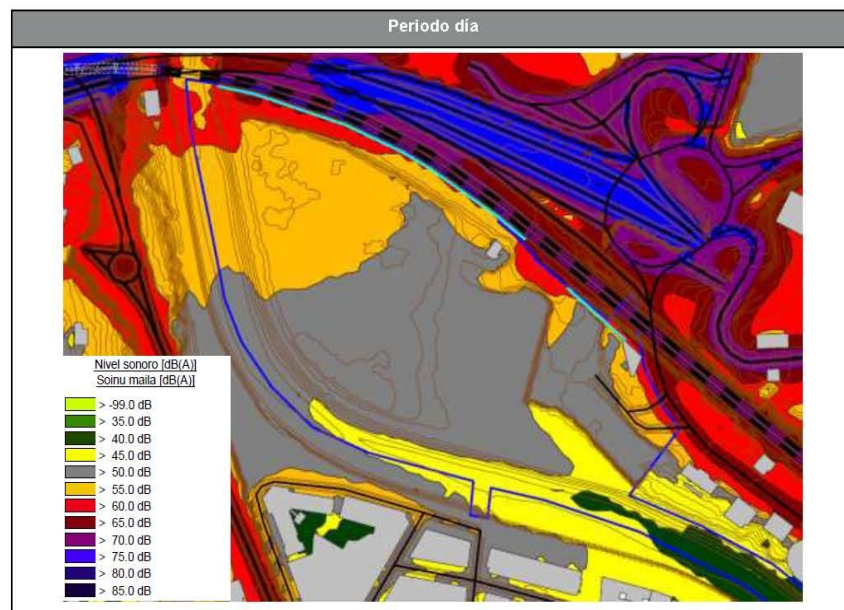 Periodo día
Nivel sonoro [dB(A)]
Soinu maila [dB(A)]
> -99.0 dB
> 35.0 dB
> 40.0 dB
> 45.0 dB
> 50.0 dB
> 55.0 dB
> 60.0 dB
> 65.0 dB
> 70.0 dB
> 75.0 dB
> 80.0 dB
> 85.0 dB